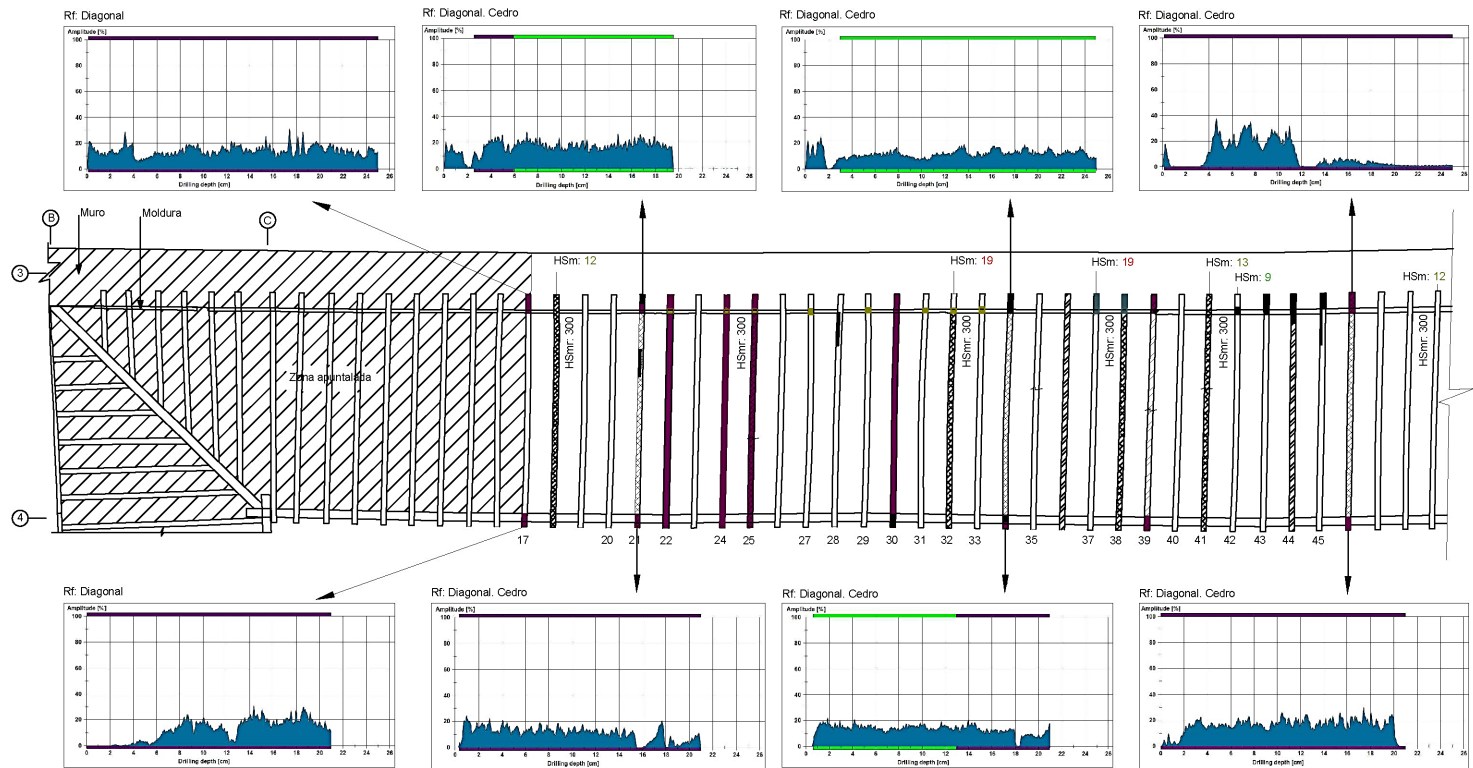 Rf: Diagonal
Rf: Diagonal. Cedro
Rf: Diagonal. Cedro
Rf: Diagonal. Cedro
Amplitude [%]
100
80
60
40
20
0
0 2 4 6 8 10 12 14 16 18 20 22 24 26
Drilling depth [cm]
Amplitude [%]
100
80
60
40
20
0
0 2 4 6 8 10 12 14 16 18 20 22 24 26
Drilling depth [cm]
Amplitude [%]
100
80
60
40
20
0
0 2 4 6 8 10 12 14 16 18 20 22 24 26
Drilling depth [cm]
Amplitude [%]
100
80
60
40
20
0
0 2 4 6 8 10 12 14 16 18 20 22 24 26
Drilling depth [cm]
B
Muro
Moldura
C
3
HSm: 12
HSm: 19
HSm: 19
HSm: 13
HSm: 9
HSm: 12
HSmr: 300
HSmr: 300
HSmr: 300
HSmr: 300
HSmr: 300
HSmr: 300
Zona apuntalada
4
17 20 21 22 24 25 27 28 29 30 31 32 33 35 37 38 39 40 41 42 43 44 45
Rf: Diagonal
Rf: Diagonal. Cedro
Rf: Diagonal. Cedro
Rf: Diagonal. Cedro
Amplitude [%]
100
80
60
40
20
0
0 2 4 6 8 10 12 14 16 18 20 22 24 26
Drilling depth [cm]
Amplitude [%]
100
80
60
40
20
0
0 2 4 6 8 10 12 14 16 18 20 22 24 26
Drilling depth [cm]
Amplitude [%]
100
80
60
40
20
0
0 2 4 6 8 10 12 14 16 18 20 22 24 26
Drilling depth [cm]
Amplitude [%]
100
80
60
40
20
0
0 2 4 6 8 10 12 14 16 18 20 22 24 26
Drilling depth [cm]